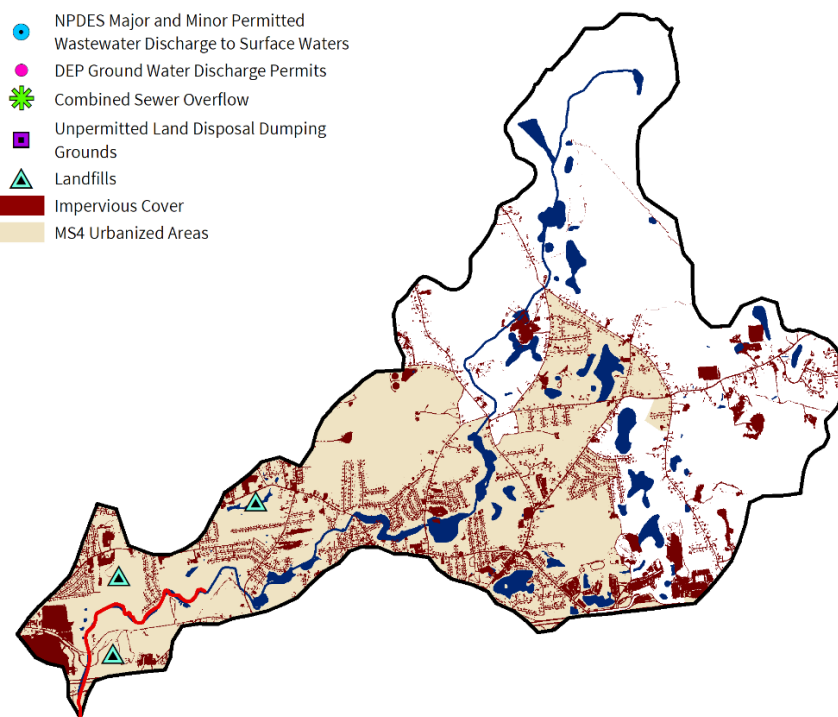 NPDES Major and Minor Permitted
Wastewater Discharge to Surface Waters
DEP Ground Water Discharge Permits
Combined Sewer Overflow
Unpermitted Land Disposal Dumping
Grounds
Landfills
Impervious Cover
MS4 Urbanized Areas